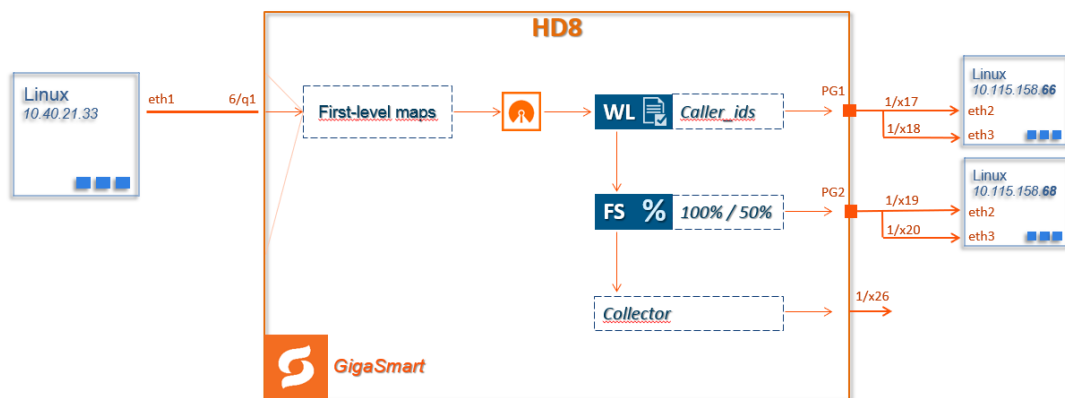 HD8
Linux
10.40.21.33
eth1
6/q1
First-level maps
WL
Caller_ids
PG1
1/x17
1/x18
Linux
10.115.158.66
eth2
eth3
FS %
100% / 50%
PG2
1/x19
1/x20
Linux
10.115.158.68
eth2
eth3
Collector
1/x26
GigaSmart